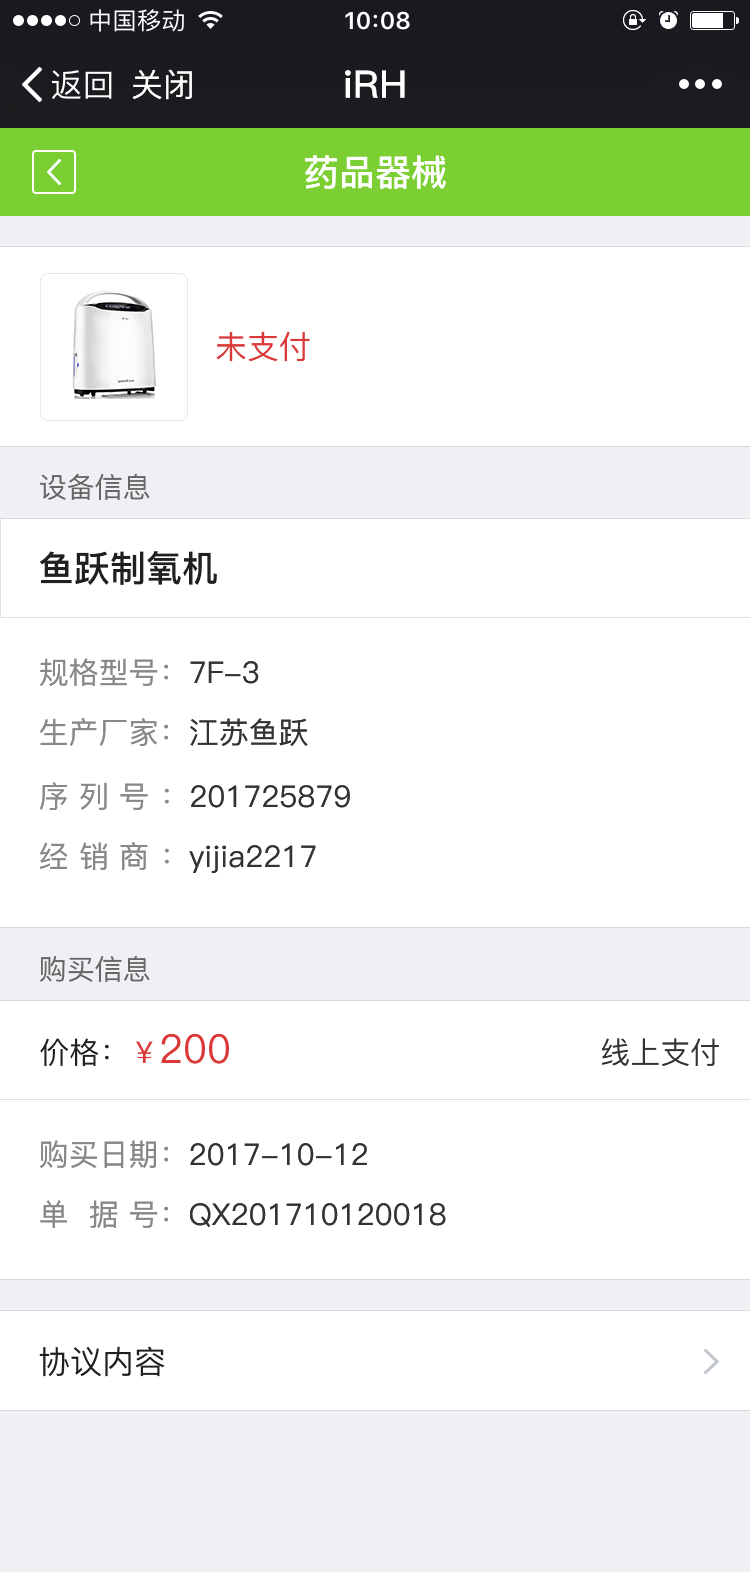 中国移动 10:08
返回 关闭 iRH
药品器械
未支付
设备信息
鱼跃制氧机
规格型号： 7F-3
生产厂家： 江苏鱼跃
序 列 号 ： 201725879
经 销 商 ： yijia2217
购买信息
价格： ¥200 线上支付
购买日期： 2017-10-12
单 据 号： QX201710120018
协议内容